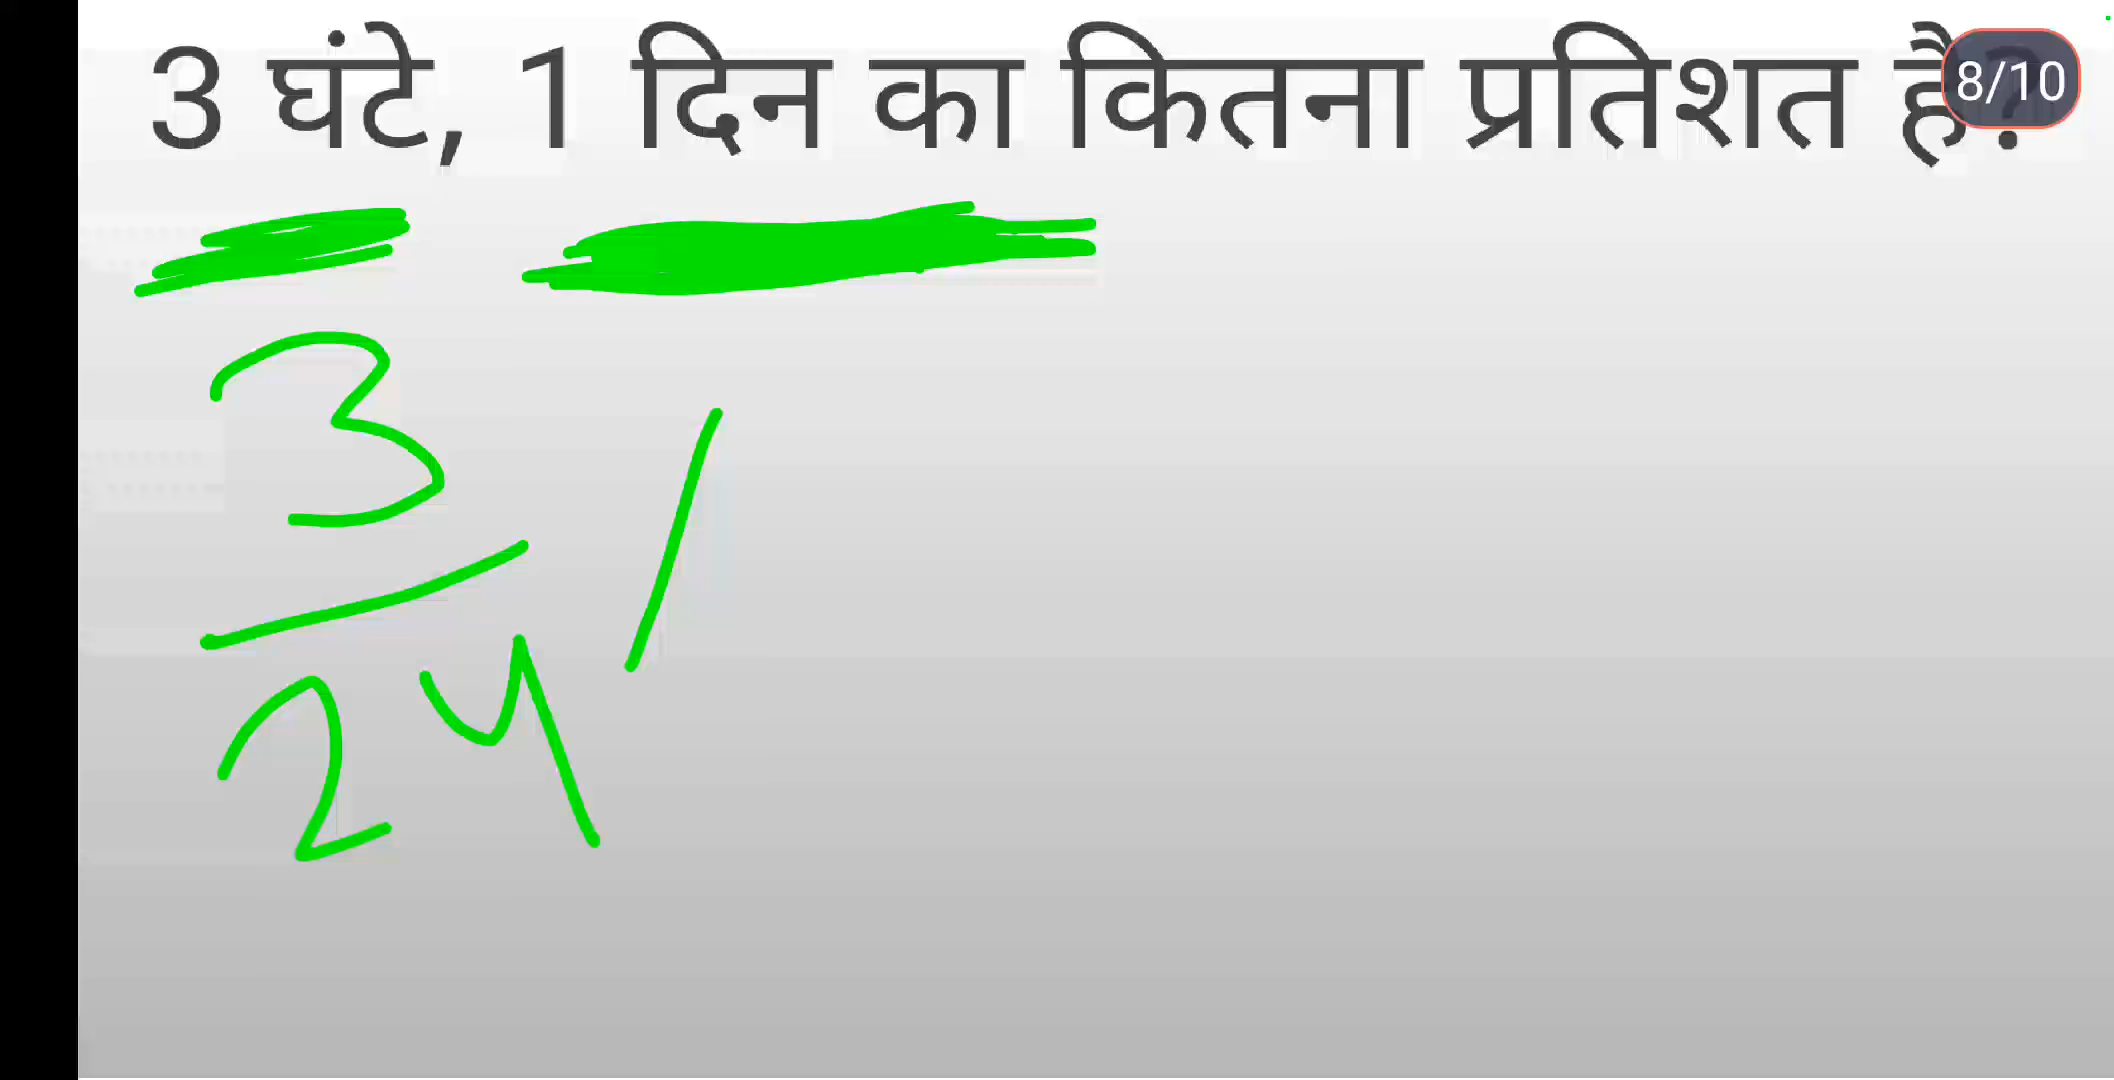 3 घंटे, 1 दिन का कितना प्रतिशत है?
8/10
3
/
24